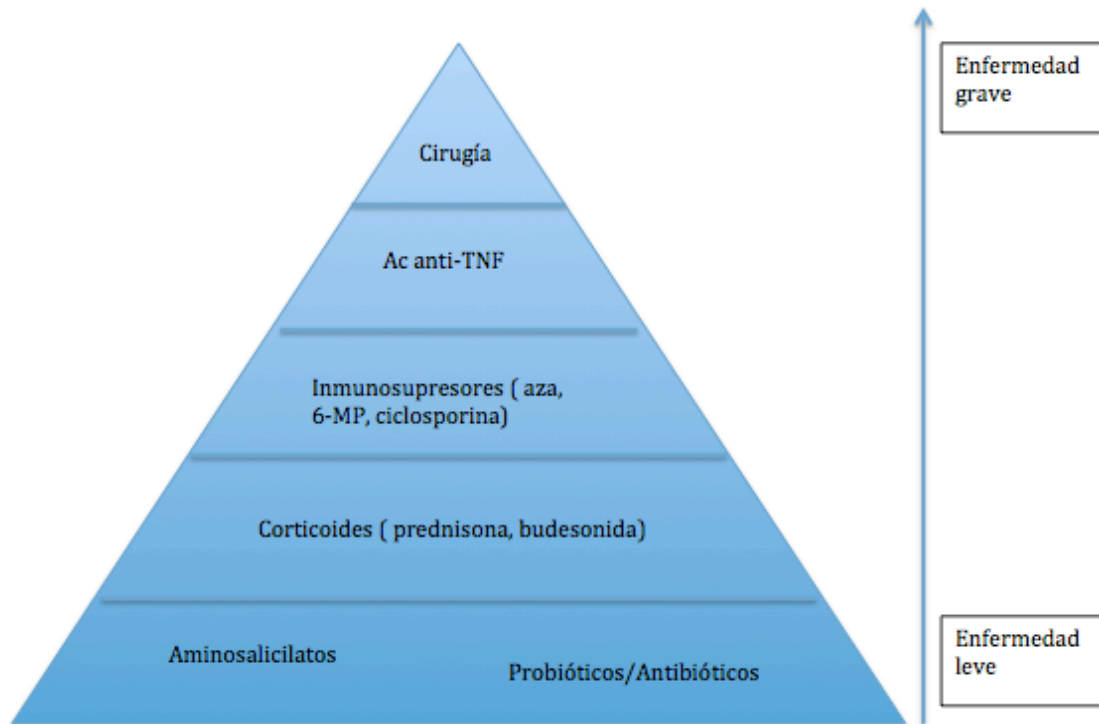 Enfermedad
grave
Cirugía
Ac anti-TNF
Inmunosupresores ( aza,
6-MP, ciclosporina)
Corticoides ( prednisona, budesonida)
Aminosalicilatos
Probióticos/Antibióticos
Enfermedad
leve